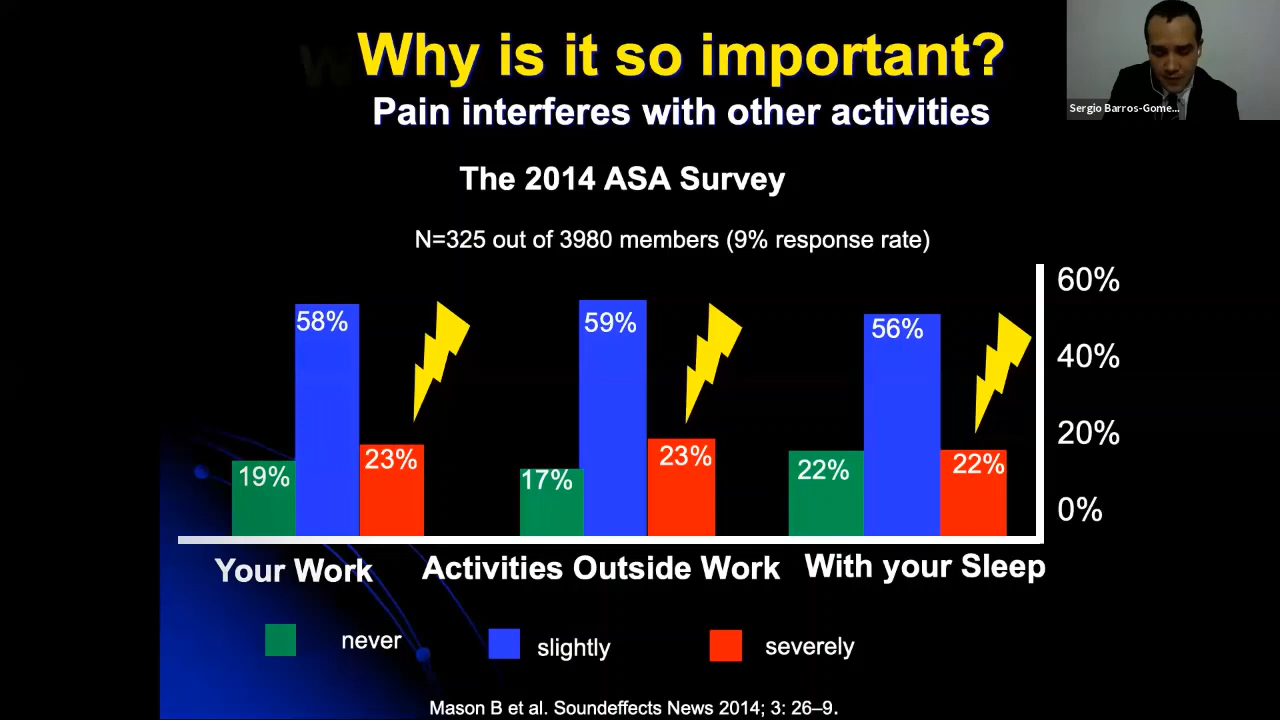 Why is it so important?
Pain interferes with other activities
Sergio Barros-Gome...
The 2014 ASA Survey
N=325 out of 3980 members (9% response rate)
60%
58%
59%
56%
40%
20%
23%
23%
22%
22%
19%
17%
0%
Your Work
Activities Outside Work
With your Sleep
never
slightly
severely
Mason B et al. Soundeffects News 2014; 3: 26–9.